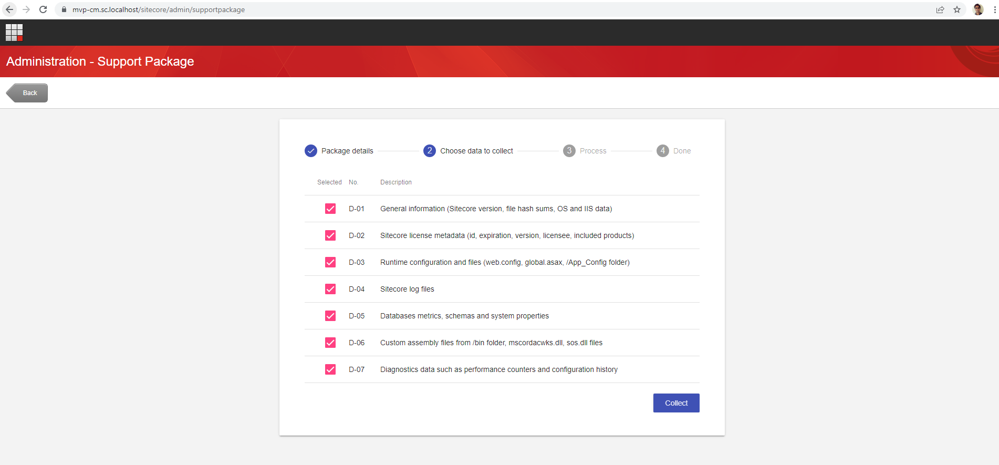 mvp-cm.sc.localhost/sitecore/admin/supportpackage
Administration - Support Package
Back
Package details 2 Choose data to collect 3 Process 4 Done
Selected No. Description
D-01 General information (Sitecore version, file hash sums, OS and IIS data)
D-02 Sitecore license metadata (id, expiration, version, licensee, included products)
D-03 Runtime configuration and files (web.config, global.asax, /App_Config folder)
D-04 Sitecore log files
D-05 Databases metrics, schemas and system properties
D-06 Custom assembly files from /bin folder, mscordacwks.dll, sos.dll files
D-07 Diagnostics data such as performance counters and configuration history
Collect